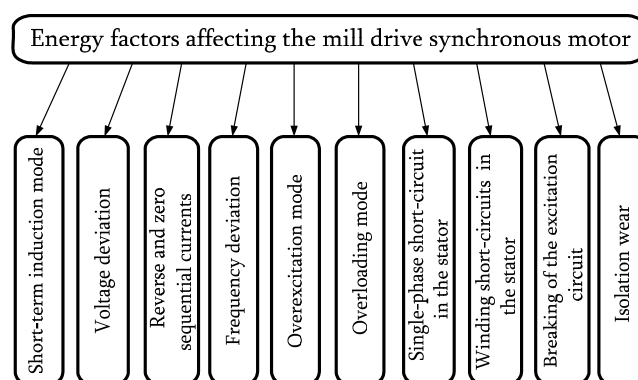 Energy factors affecting the mill drive synchronous motor
Short-term induction mode
Voltage deviation
Reverse and zero
sequential currents
Frequency deviation
Overexcitation mode
Overloading mode
Single-phase short-circuit
in the stator
Winding short-circuits in
the stator
Breaking of the excitation
circuit
Isolation wear